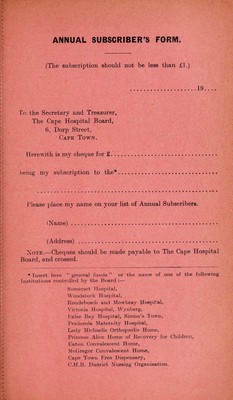 ANNUAL SUBSCRIBER'S FORM.
(The subscription should not be less than £1.)
.......................19....
To the Secretary and Treasurer,
The Cape Hospital Board,
6, Dorp Street,
CAPE TOWN.
Herewith is my cheque for £..............................
being my subscription to the*..............................
............................................................
Please place my name on your list of Annual Subscribers.
(Name) ........................................
(Address) ........................................
NOTE.—Cheques should be made payable to The Cape Hospital
Board, and crossed.
* Insert here "general funds" or the name of one of the following
Institutions controlled by the Board:—
Somerset Hospital,
Woodstock Hospital,
Rondebosch and Mowbray Hospital,
Victoria Hospital, Wynberg,
False Bay Hospital, Simon's Town,
Peninsula Maternity Hospital,
Lady Michaelis Orthopædic Home,
Princess Alice Home of Recovery for Children,
Eaton Convalescent Home,
McGregor Convalescent Home,
Cape Town Free Dispensary,
C.H.B. District Nursing Organisation.